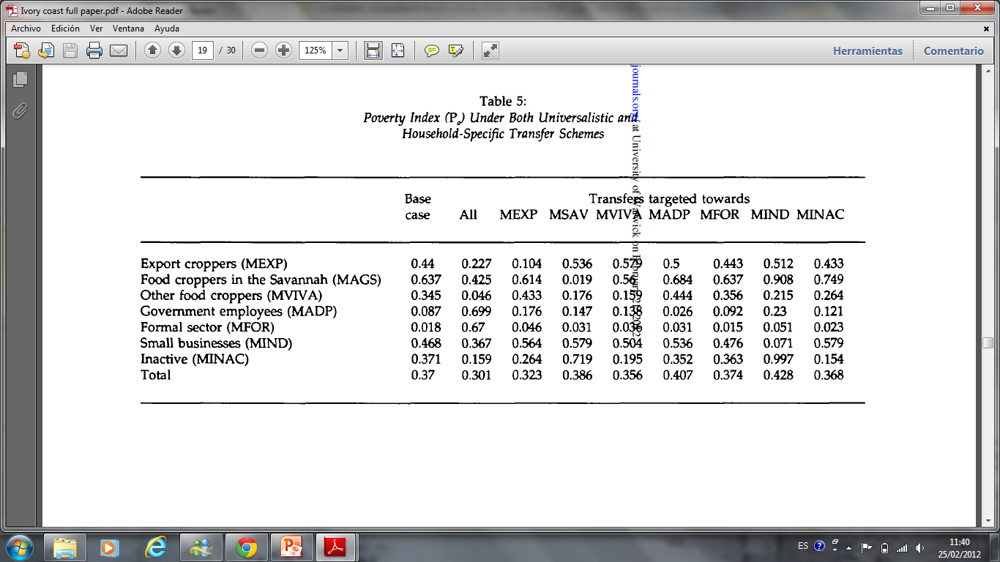 Ivory coast full paper.pdf - Adobe Reader
Archivo Edición Ver Ventana Ayuda
19 / 30 125% Herramientas Comentario
journals.org/ at University of Warwick on February 21, 2012
Table 5:
Poverty Index (P₀) Under Both Universalistic and
Household-Specific Transfer Schemes
Base Transfers targeted towards
case All MEXP MSAV MVIVA MADP MFOR MIND MINAC
Export croppers (MEXP) 0.44 0.227 0.104 0.536 0.579 0.5 0.443 0.512 0.433
Food croppers in the Savannah (MAGS) 0.637 0.425 0.614 0.019 0.56 0.684 0.637 0.908 0.749
Other food croppers (MVIVA) 0.345 0.046 0.433 0.176 0.159 0.444 0.356 0.215 0.264
Government employees (MADP) 0.087 0.699 0.176 0.147 0.138 0.026 0.092 0.23 0.121
Formal sector (MFOR) 0.018 0.67 0.046 0.031 0.036 0.031 0.015 0.051 0.023
Small businesses (MIND) 0.468 0.367 0.564 0.579 0.504 0.536 0.476 0.071 0.579
Inactive (MINAC) 0.371 0.159 0.264 0.719 0.195 0.352 0.363 0.997 0.154
Total 0.37 0.301 0.323 0.386 0.356 0.407 0.374 0.428 0.368
ES 11:40
25/02/2012